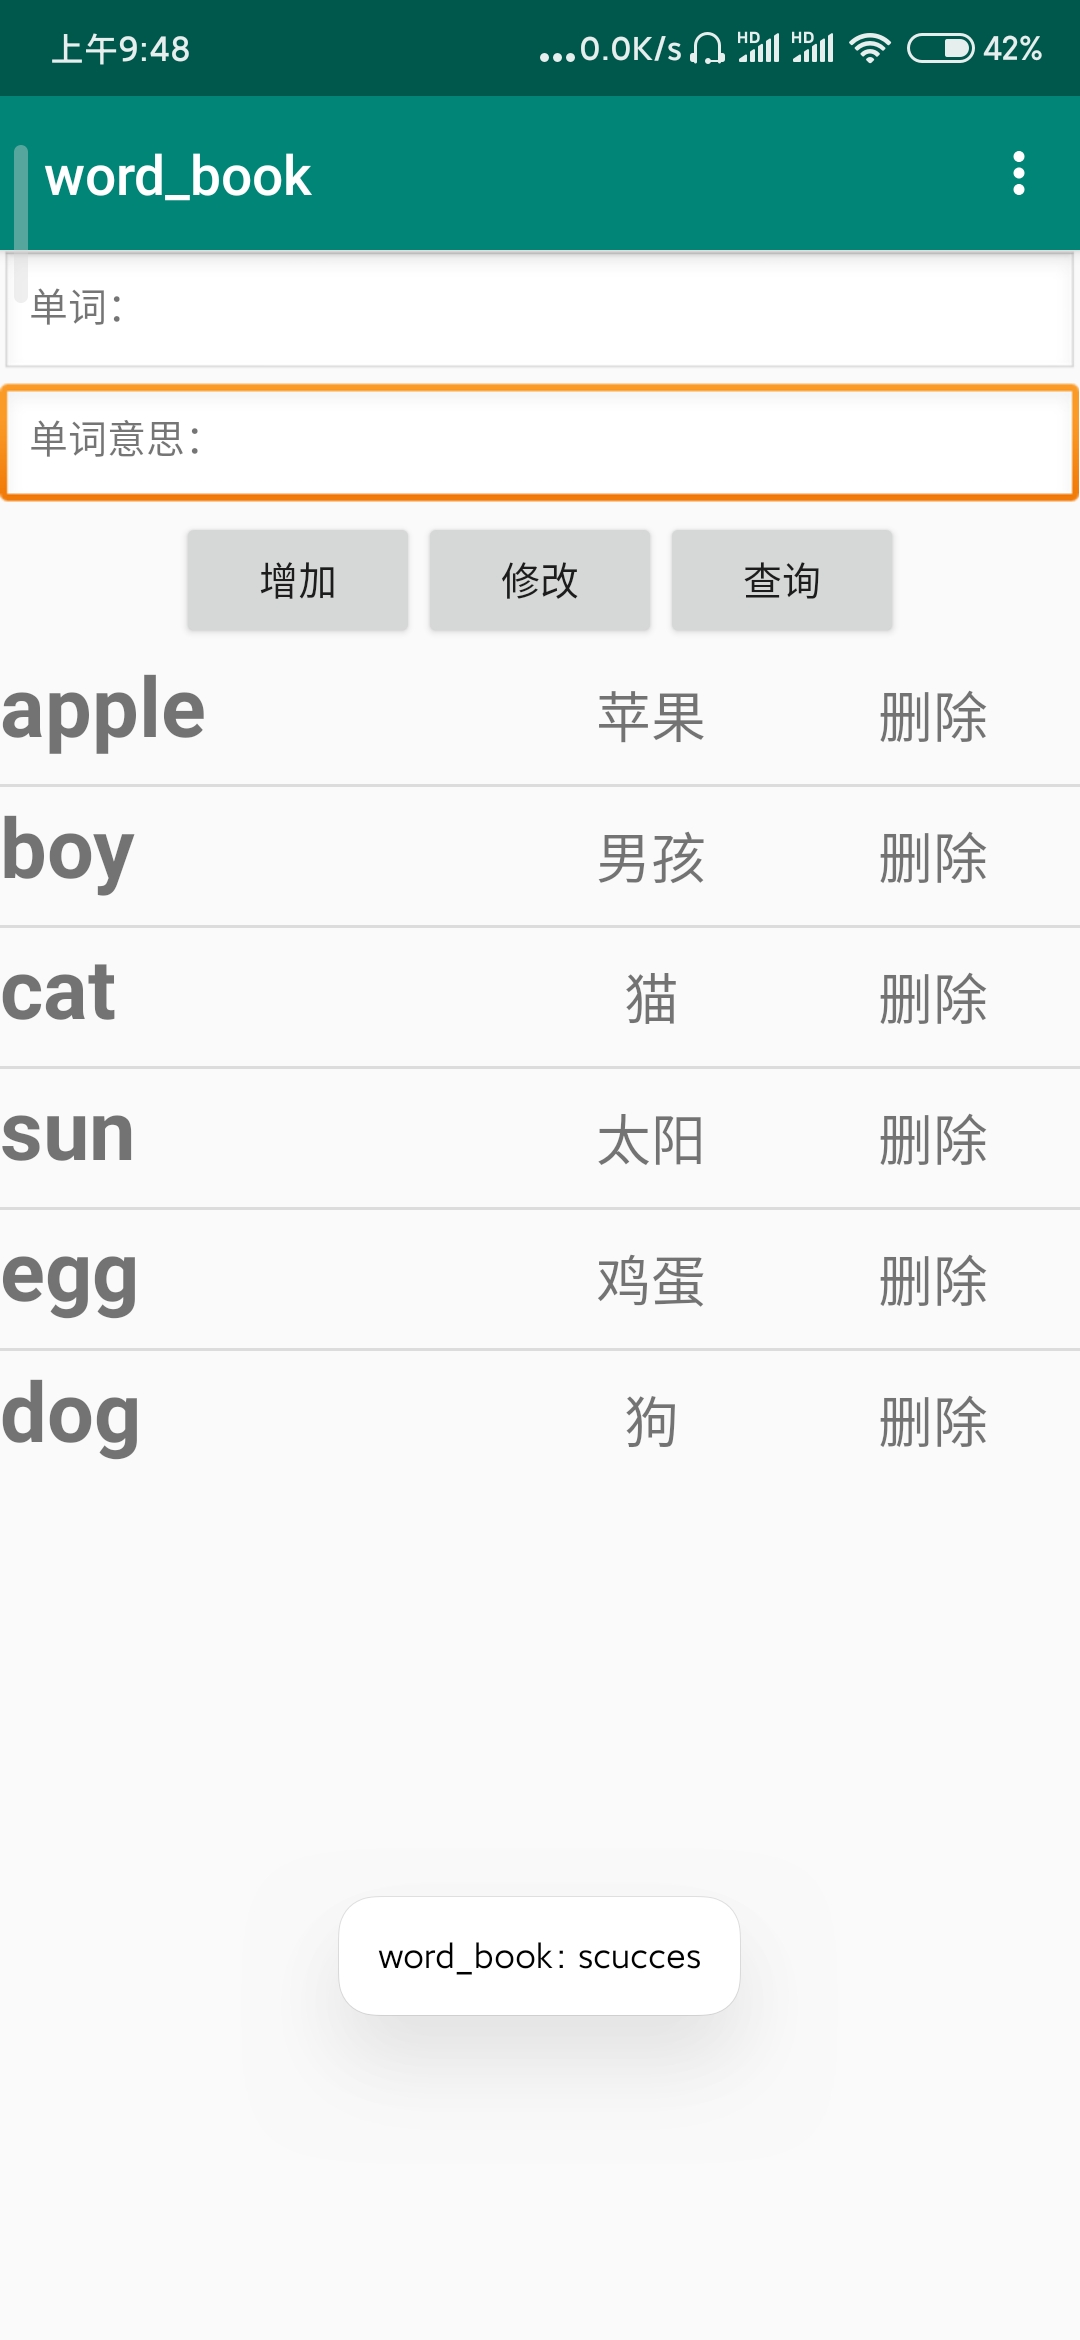 上午9:48 ...0.0K/s HD HD 42%
word_book
单词：
单词意思：
增加 修改 查询
apple 苹果 删除
boy 男孩 删除
cat 猫 删除
sun 太阳 删除
egg 鸡蛋 删除
dog 狗 删除
word_book: scucces